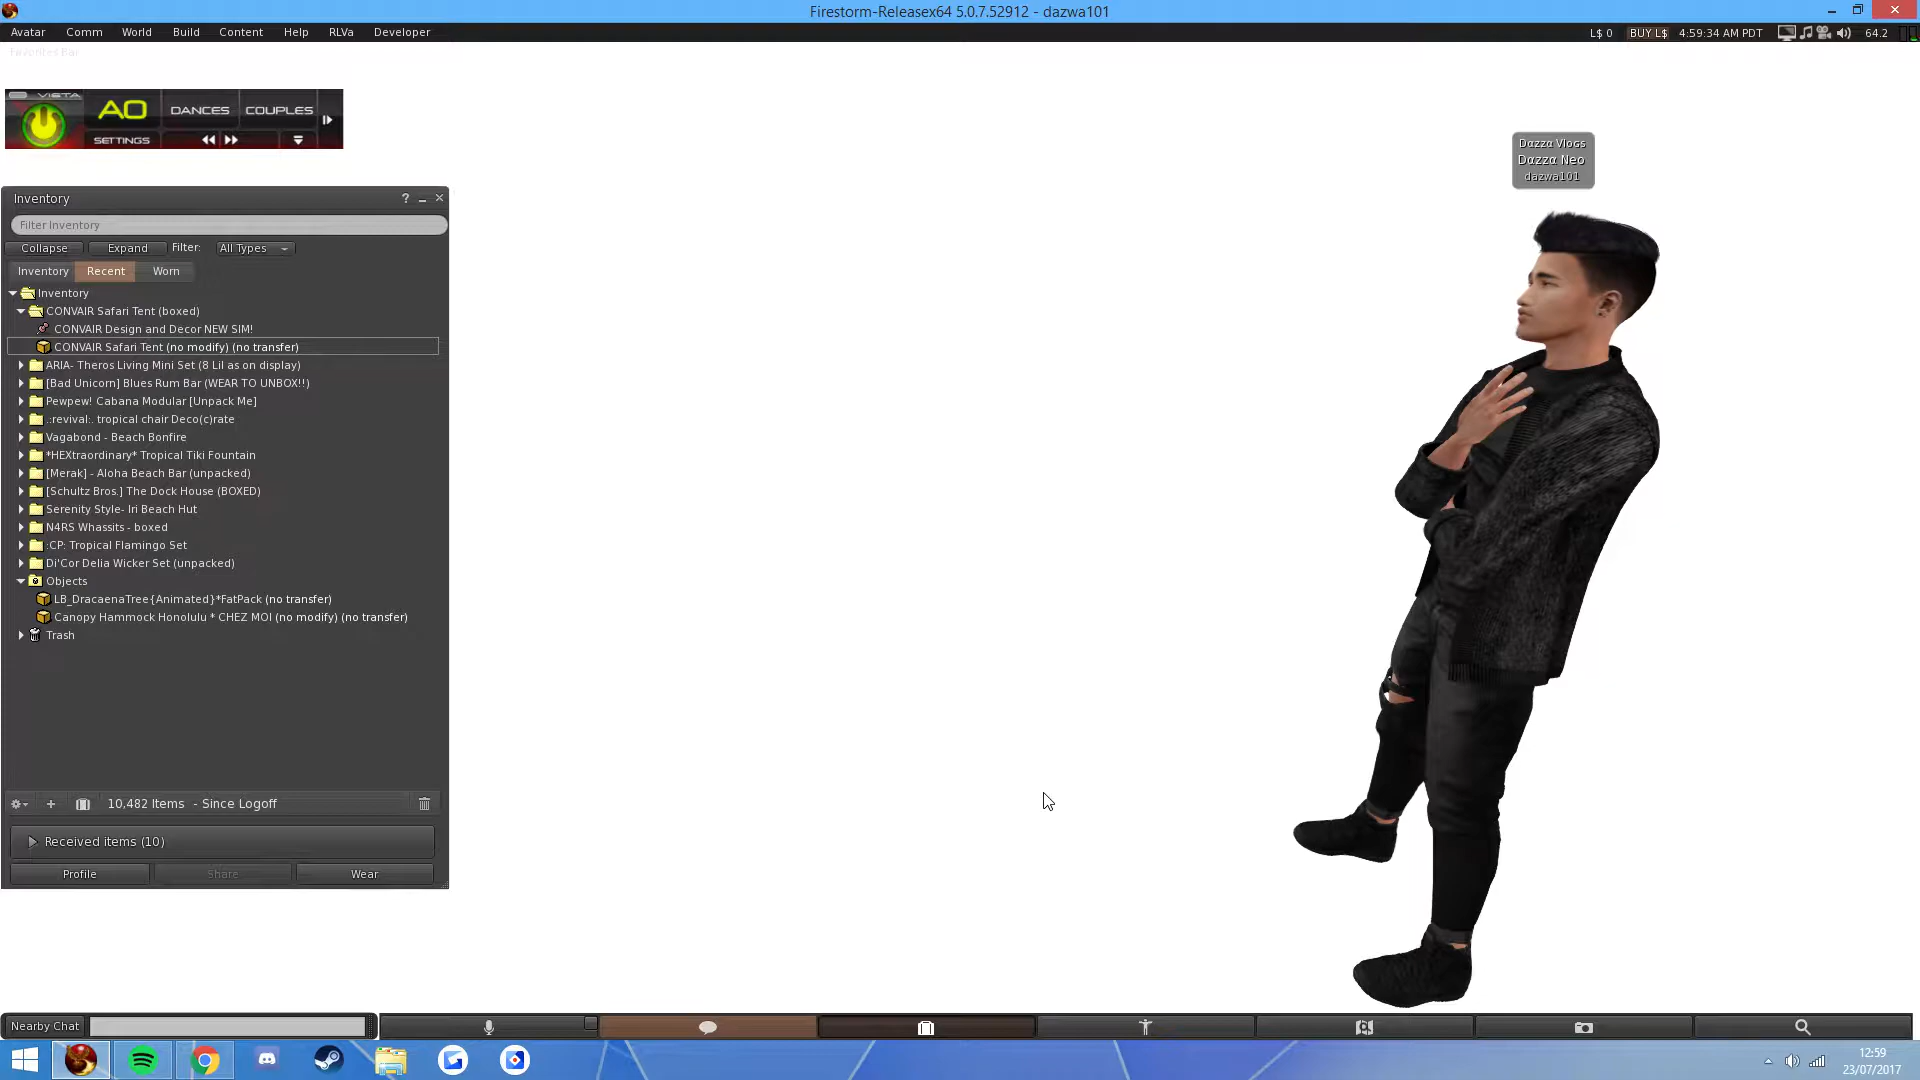 Firestorm-Releasex64 5.0.7.52912 - dazwa101
Avatar Comm World Build Content Help RLVa Developer
L$ 0 BUY L$ 4:59:34 AM PDT 64.2
Favorites Bar
VISTA
AO DANCES COUPLES
SETTINGS
Dαzzα Vlogs
Dαzzα Neo
dazwa101
Inventory ?
Filter Inventory
Collapse Expand Filter: All Types
Inventory Recent Worn
Inventory
CONVAIR Safari Tent (boxed)
CONVAIR Design and Decor NEW SIM!
CONVAIR Safari Tent (no modify) (no transfer)
ARIA- Theros Living Mini Set (8 Lil as on display)
[Bad Unicorn] Blues Rum Bar (WEAR TO UNBOX!!)
Pewpew! Cabana Modular [Unpack Me]
.:revival:. tropical chair Deco(c)rate
Vagabond - Beach Bonfire
*HEXtraordinary* Tropical Tiki Fountain
[Merak] - Aloha Beach Bar (unpacked)
[Schultz Bros.] The Dock House (BOXED)
Serenity Style- Iri Beach Hut
N4RS Whassits - boxed
:CP: Tropical Flamingo Set
Di'Cor Delia Wicker Set (unpacked)
Objects
LB_DracaenaTree{Animated}*FatPack (no transfer)
Canopy Hammock Honolulu * CHEZ MOI (no modify) (no transfer)
Trash
10,482 Items - Since Logoff
Received items (10)
Profile Share Wear
Nearby Chat
12:59
23/07/2017